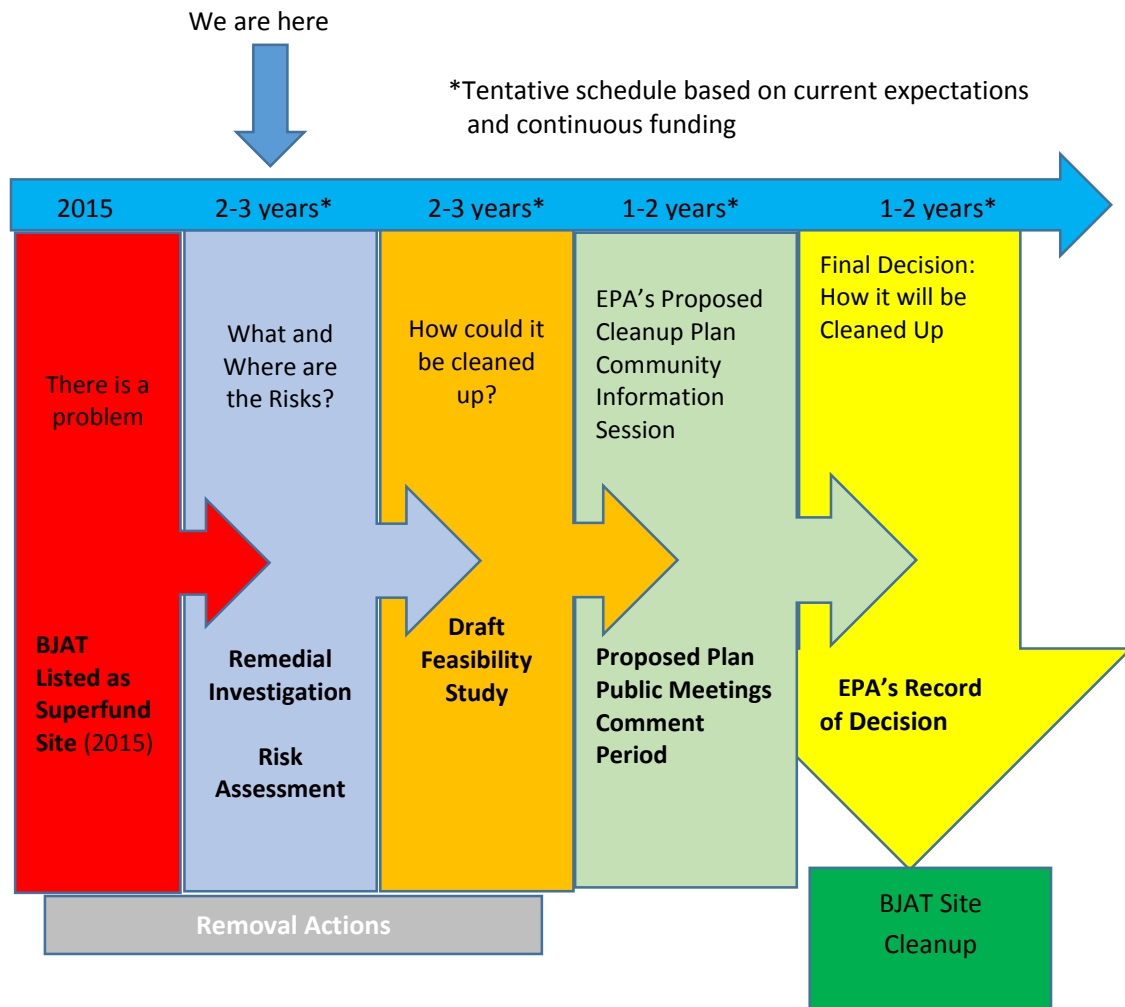 We are here
*Tentative schedule based on current expectations
and continuous funding
2015
2-3 years*
2-3 years*
1-2 years*
1-2 years*
There is a
problem
BJAT
Listed as
Superfund
Site (2015)
What and
Where are
the Risks?
Remedial
Investigation
Risk
Assessment
How could it
be cleaned
up?
Draft
Feasibility
Study
EPA’s Proposed
Cleanup Plan
Community
Information
Session
Proposed Plan
Public Meetings
Comment
Period
Final Decision:
How it will be
Cleaned Up
EPA’s Record
of Decision
Removal Actions
BJAT Site
Cleanup